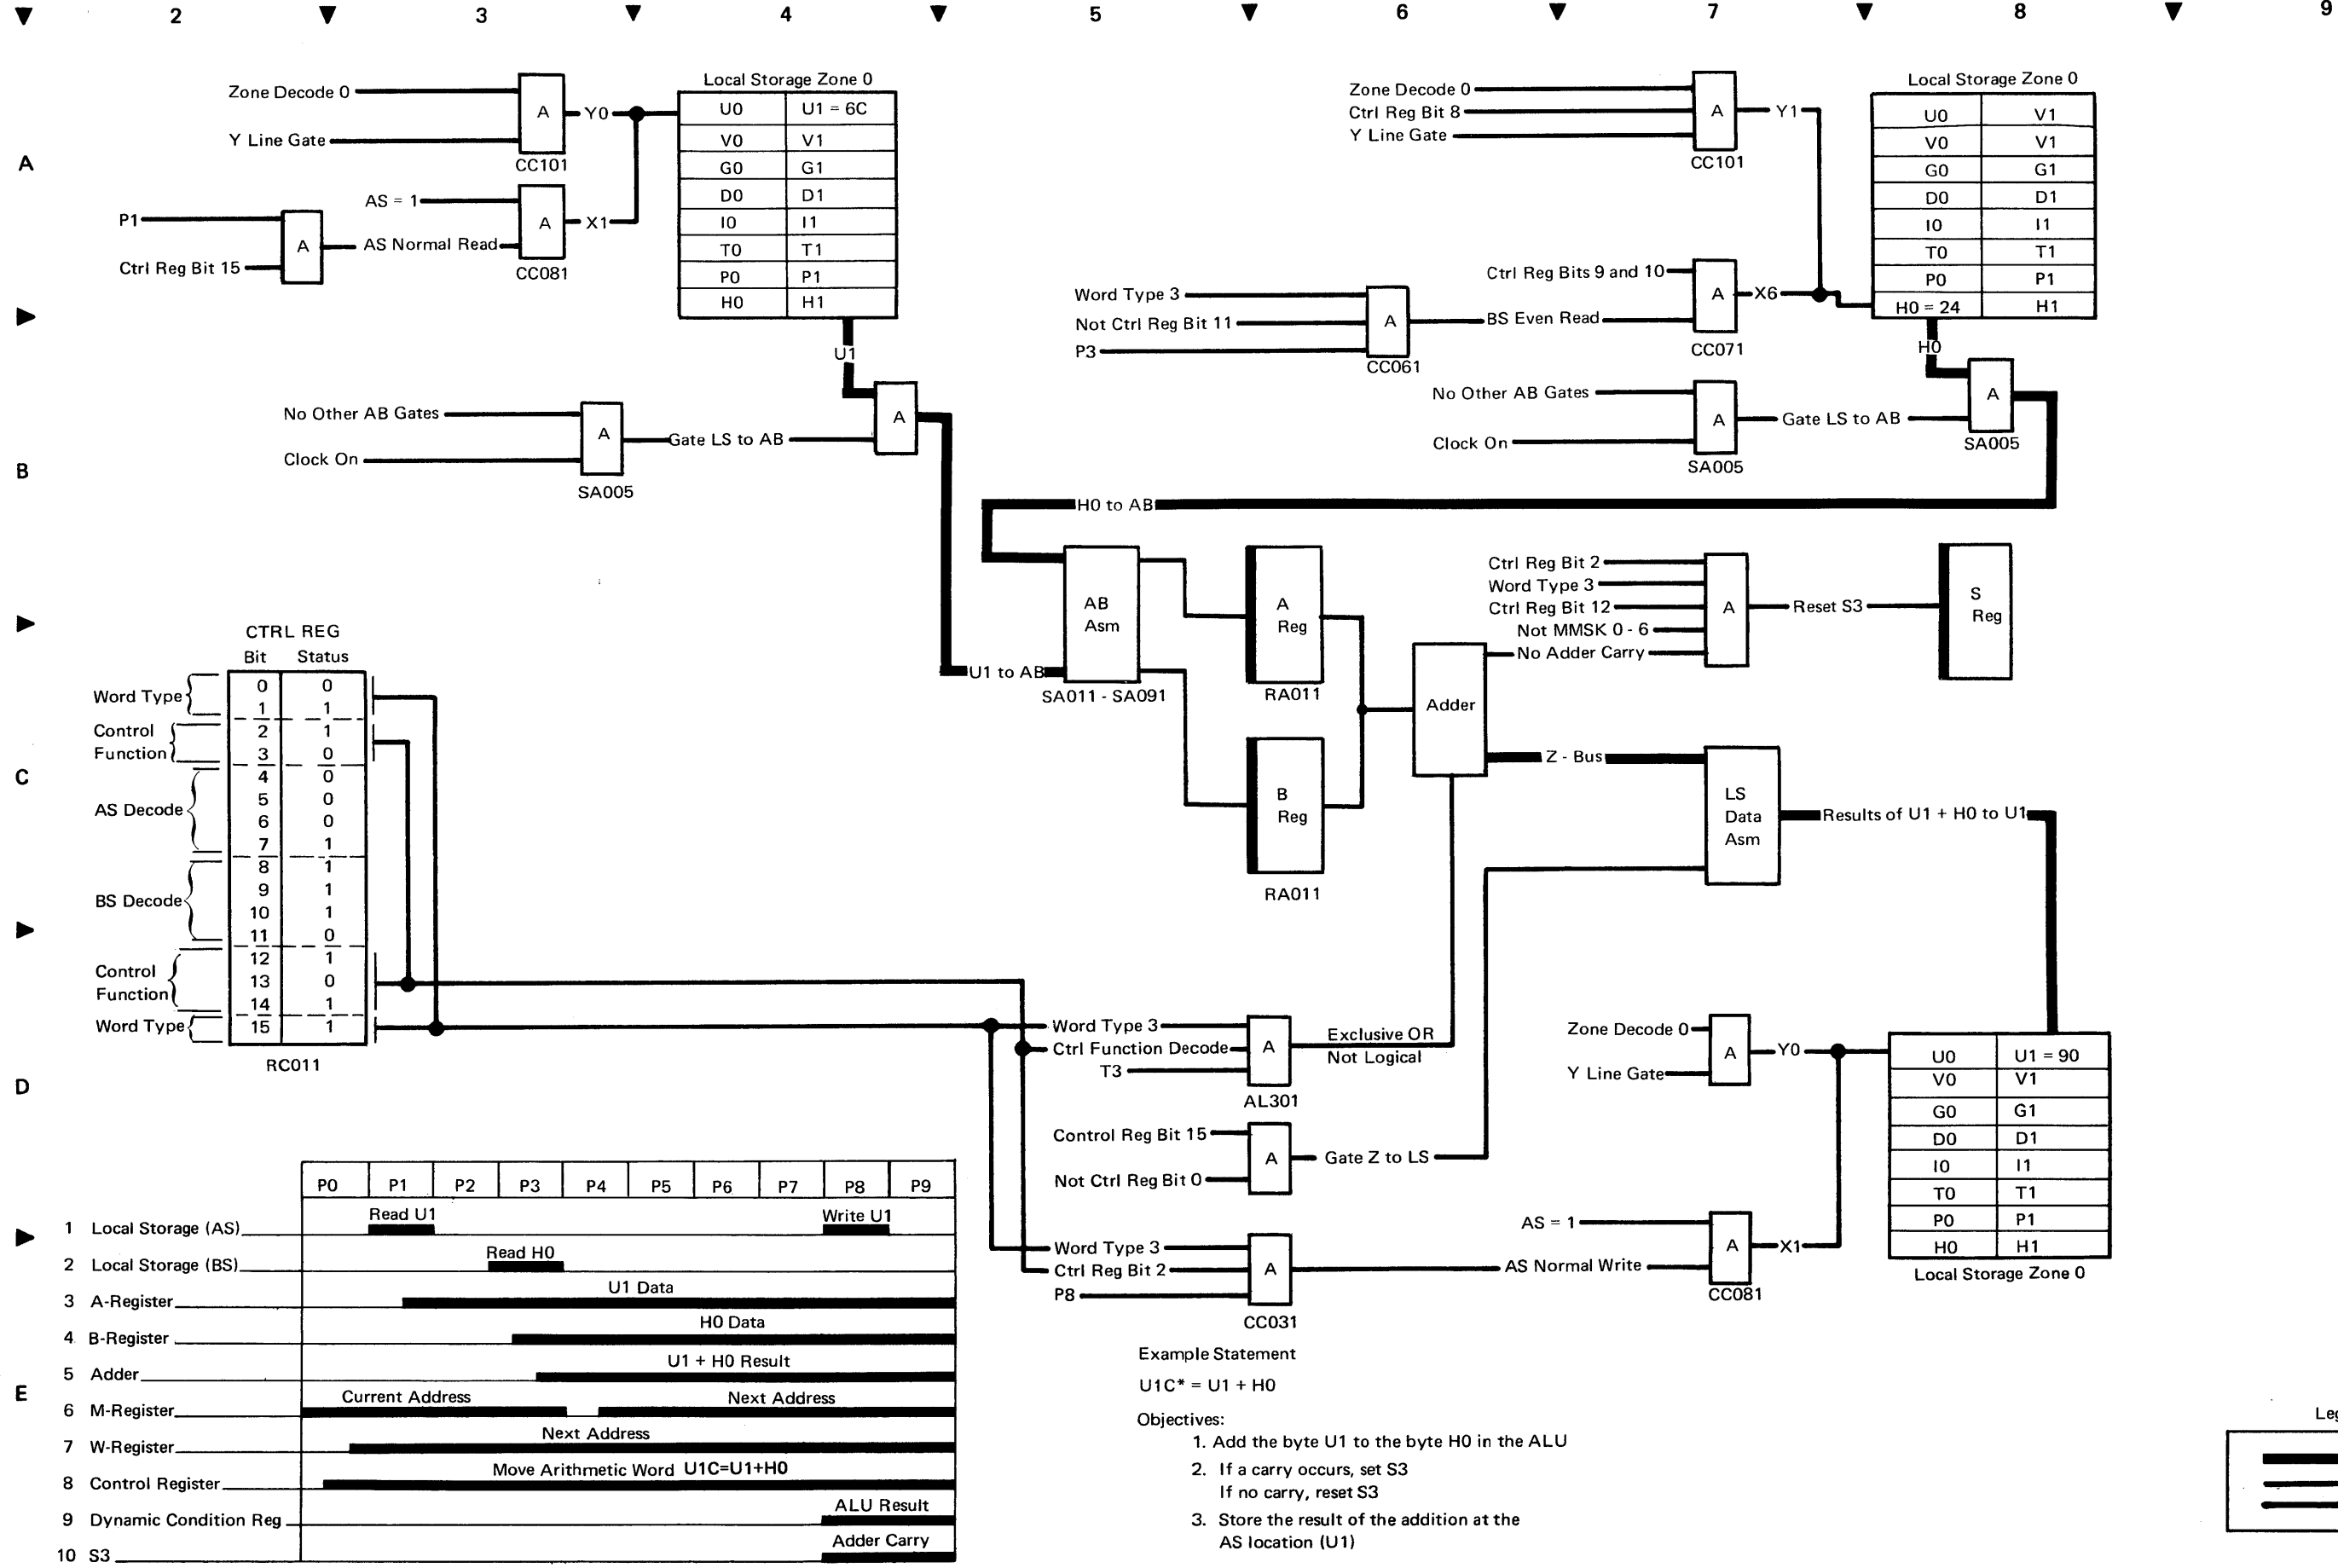 2 3 4 5 6 7 8 9
A
B
C
D
E
Local Storage Zone 0
Zone Decode 0
Y Line Gate
A
Y0
CC101
AS = 1
AS Normal Read
A
X1
CC081
P1
Ctrl Reg Bit 15
A
U0 U1 = 6C
V0 V1
G0 G1
D0 D1
I0 I1
T0 T1
P0 P1
H0 H1
U1
No Other AB Gates
Clock On
A
SA005
Gate LS to AB
A
Zone Decode 0
Ctrl Reg Bit 8
Y Line Gate
A
Y1
CC101
Ctrl Reg Bits 9 and 10
Word Type 3
Not Ctrl Reg Bit 11
P3
A
CC061
BS Even Read
A
X6
CC071
Local Storage Zone 0
U0 V1
V0 V1
G0 G1
D0 D1
I0 I1
T0 T1
P0 P1
H0 = 24 H1
H0
No Other AB Gates
Clock On
A
SA005
Gate LS to AB
A
SA005
H0 to AB
U1 to AB
AB
Asm
SA011 - SA091
A
Reg
RA011
B
Reg
RA011
Adder
Ctrl Reg Bit 2
Word Type 3
Ctrl Reg Bit 12
Not MMSK 0 - 6
No Adder Carry
A
Reset S3
S
Reg
Z - Bus
LS
Data
Asm
Results of U1 + H0 to U1
CTRL REG
Bit Status
Word Type
0 0
1 1
Control
Function
2 1
3 0
AS Decode
4 0
5 0
6 0
7 1
BS Decode
8 1
9 1
10 1
11 0
Control
Function
12 1
13 0
14 1
Word Type
15 1
RC011
Word Type 3
Ctrl Function Decode
T3
A
AL301
Exclusive OR
Not Logical
Control Reg Bit 15
Not Ctrl Reg Bit 0
A
Gate Z to LS
Word Type 3
Ctrl Reg Bit 2
P8
A
CC031
AS Normal Write
AS = 1
A
X1
CC081
Zone Decode 0
Y Line Gate
A
Y0
U0 U1 = 90
V0 V1
G0 G1
D0 D1
I0 I1
T0 T1
P0 P1
H0 H1
Local Storage Zone 0
P0 P1 P2 P3 P4 P5 P6 P7 P8 P9
1 Local Storage (AS) Read U1 Write U1
2 Local Storage (BS) Read H0
3 A-Register U1 Data
4 B-Register H0 Data
5 Adder U1 + H0 Result
6 M-Register Current Address Next Address
7 W-Register Next Address
8 Control Register Move Arithmetic Word U1C=U1+H0
9 Dynamic Condition Reg ALU Result
10 S3 Adder Carry
Example Statement
U1C* = U1 + H0
Objectives:
1. Add the byte U1 to the byte H0 in the ALU
2. If a carry occurs, set S3
If no carry, reset S3
3. Store the result of the addition at the
AS location (U1)
Leg